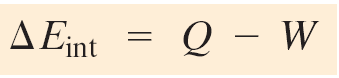 ΔE_int = Q − W